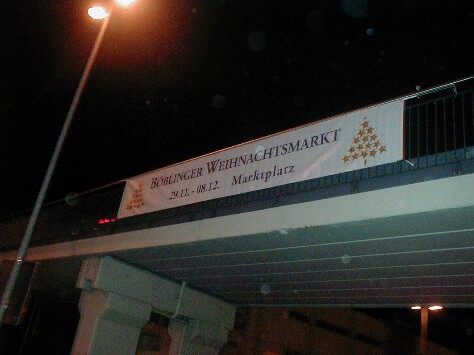 BÖBLINGER WEIHNACHTSMARKT
29.11. - 08.12. Marktplatz